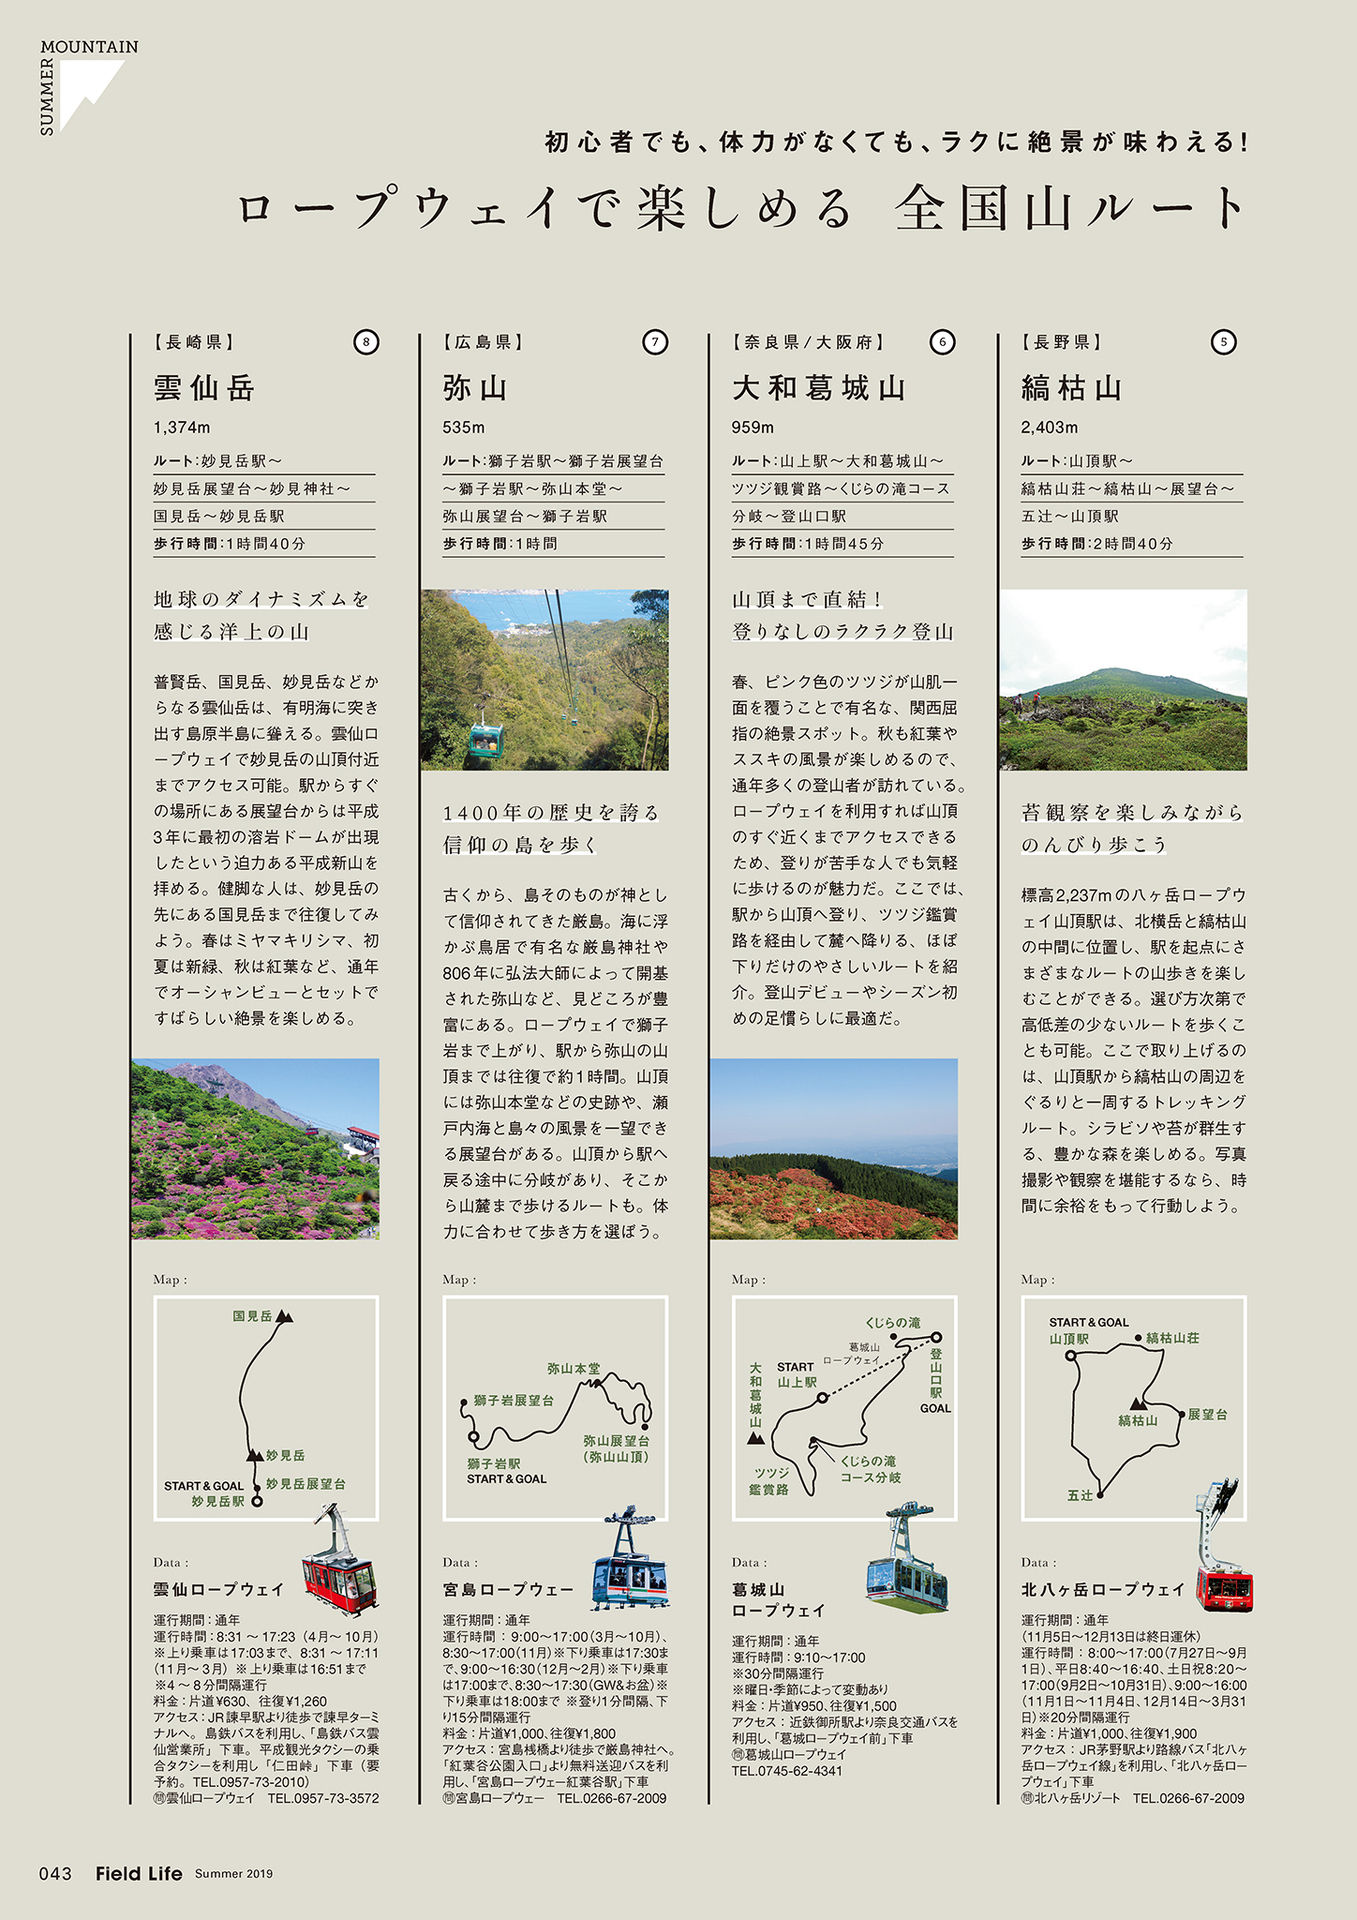 MOUNTAIN
SUMMER
初心者でも、体力がなくても、ラクに絶景が味わえる！
ロープウェイで楽しめる 全国山ルート
【長野県】
5
縞枯山
2,403m
ルート：山頂駅〜
縞枯山荘〜縞枯山〜展望台〜
五辻〜山頂駅
歩行時間：2時間40分
苔観察を楽しみながら
のんびり歩こう
標高2,237mの八ヶ岳ロープウ
ェイ山頂駅は、北横岳と縞枯山
の中間に位置し、駅を起点にさ
まざまなルートの山歩きを楽し
むことができる。選び方次第で
高低差の少ないルートを歩くこ
とも可能。ここで取り上げるの
は、山頂駅から縞枯山の周辺を
ぐるりと一周するトレッキング
ルート。シラビソや苔が群生す
る、豊かな森を楽しめる。写真
撮影や観察を堪能するなら、時
間に余裕をもって行動しよう。
Map :
START & GOAL
山頂駅
縞枯山荘
縞枯山
展望台
五辻
Data :
北八ヶ岳ロープウェイ
運行期間：通年
（11月5日〜12月13日は終日運休）
運行時間：8:00〜17:00（7月27日〜9月
1日）、平日8:40〜16:40、土日祝8:20〜
17:00（9月2日〜10月31日）、9:00〜16:00
（11月1日〜11月4日、12月14日〜3月31
日）※20分間隔運行
料金：片道¥1,000、往復¥1,900
アクセス：JR茅野駅より路線バス「北八ヶ
岳ロープウェイ線」を利用し、「北八ヶ岳ロー
プウェイ」下車
㉄北八ヶ岳リゾート　TEL.0266-67-2009
【奈良県/大阪府】
6
大和葛城山
959m
ルート：山上駅〜大和葛城山〜
ツツジ観賞路〜くじらの滝コース
分岐〜登山口駅
歩行時間：1時間45分
山頂まで直結！
登りなしのラクラク登山
春、ピンク色のツツジが山肌一
面を覆うことで有名な、関西屈
指の絶景スポット。秋も紅葉や
ススキの風景が楽しめるので、
通年多くの登山者が訪れている。
ロープウェイを利用すれば山頂
のすぐ近くまでアクセスできる
ため、登りが苦手な人でも気軽
に歩けるのが魅力だ。ここでは、
駅から山頂へ登り、ツツジ鑑賞
路を経由して麓へ降りる、ほぼ
下りだけのやさしいルートを紹
介。登山デビューやシーズン初
めの足慣らしに最適だ。
Map :
くじらの滝
葛城山
ロープウェイ
登山口駅
GOAL
START
山上駅
大和葛城山
くじらの滝
コース分岐
ツツジ
鑑賞路
Data :
葛城山
ロープウェイ
運行期間：通年
運行時間：9:10〜17:00
※30分間隔運行
※曜日・季節によって変動あり
料金：片道¥950、往復¥1,500
アクセス：近鉄御所駅より奈良交通バスを
利用し、「葛城ロープウェイ前」下車
㉄葛城山ロープウェイ
TEL.0745-62-4341
【広島県】
7
弥山
535m
ルート：獅子岩駅〜獅子岩展望台
〜獅子岩駅〜弥山本堂〜
弥山展望台〜獅子岩駅
歩行時間：1時間
1400年の歴史を誇る
信仰の島を歩く
古くから、島そのものが神とし
て信仰されてきた厳島。海に浮
かぶ鳥居で有名な厳島神社や
806年に弘法大師によって開基
された弥山など、見どころが豊
富にある。ロープウェイで獅子
岩まで上がり、駅から弥山の山
頂までは往復で約1時間。山頂
には弥山本堂などの史跡や、瀬
戸内海と島々の風景を一望でき
る展望台がある。山頂から駅へ
戻る途中に分岐があり、そこか
ら山麓まで歩けるルートも。体
力に合わせて歩き方を選ぼう。
Map :
弥山本堂
獅子岩展望台
弥山展望台
（弥山山頂）
獅子岩駅
START & GOAL
Data :
宮島ロープウェー
運行期間：通年
運行時間：9:00〜17:00（3月〜10月）、
8:30〜17:00（11月）※下り乗車は17:30ま
で、9:00〜16:30（12月〜2月）※下り乗車
は17:00まで、8:30〜17:30（GW&お盆）※
下り乗車は18:00まで ※登り1分間隔、下
り15分間隔運行
料金：片道¥1,000、往復¥1,800
アクセス：宮島桟橋より徒歩で厳島神社へ。
「紅葉谷公園入口」より無料送迎バスを利
用し、「宮島ロープウェー紅葉谷駅」下車
㉄宮島ロープウェー　TEL.0266-67-2009
【長崎県】
8
雲仙岳
1,374m
ルート：妙見岳駅〜
妙見岳展望台〜妙見神社〜
国見岳〜妙見岳駅
歩行時間：1時間40分
地球のダイナミズムを
感じる洋上の山
普賢岳、国見岳、妙見岳などか
らなる雲仙岳は、有明海に突き
出す島原半島に聳える。雲仙ロ
ープウェイで妙見岳の山頂付近
までアクセス可能。駅からすぐ
の場所にある展望台からは平成
3年に最初の溶岩ドームが出現
したという迫力ある平成新山を
拝める。健脚な人は、妙見岳の
先にある国見岳まで往復してみ
よう。春はミヤマキリシマ、初
夏は新緑、秋は紅葉など、通年
でオーシャンビューとセットで
すばらしい絶景を楽しめる。
Map :
国見岳
妙見岳
START & GOAL
妙見岳駅
妙見岳展望台
Data :
雲仙ロープウェイ
運行期間：通年
運行時間：8:31〜17:23（4月〜10月）
※上り乗車は17:03まで、8:31〜17:11
（11月〜3月）※上り乗車は16:51まで
※4〜8分間隔運行
料金：片道¥630、往復¥1,260
アクセス：JR諫早駅より徒歩で諫早ターミ
ナルへ。島鉄バスを利用し、「島鉄バス雲
仙営業所」下車。平成観光タクシーの乗
合タクシーを利用し「仁田峠」下車（要
予約。TEL.0957-73-2010）
㉄雲仙ロープウェイ　TEL.0957-73-3572
043 Field Life Summer 2019